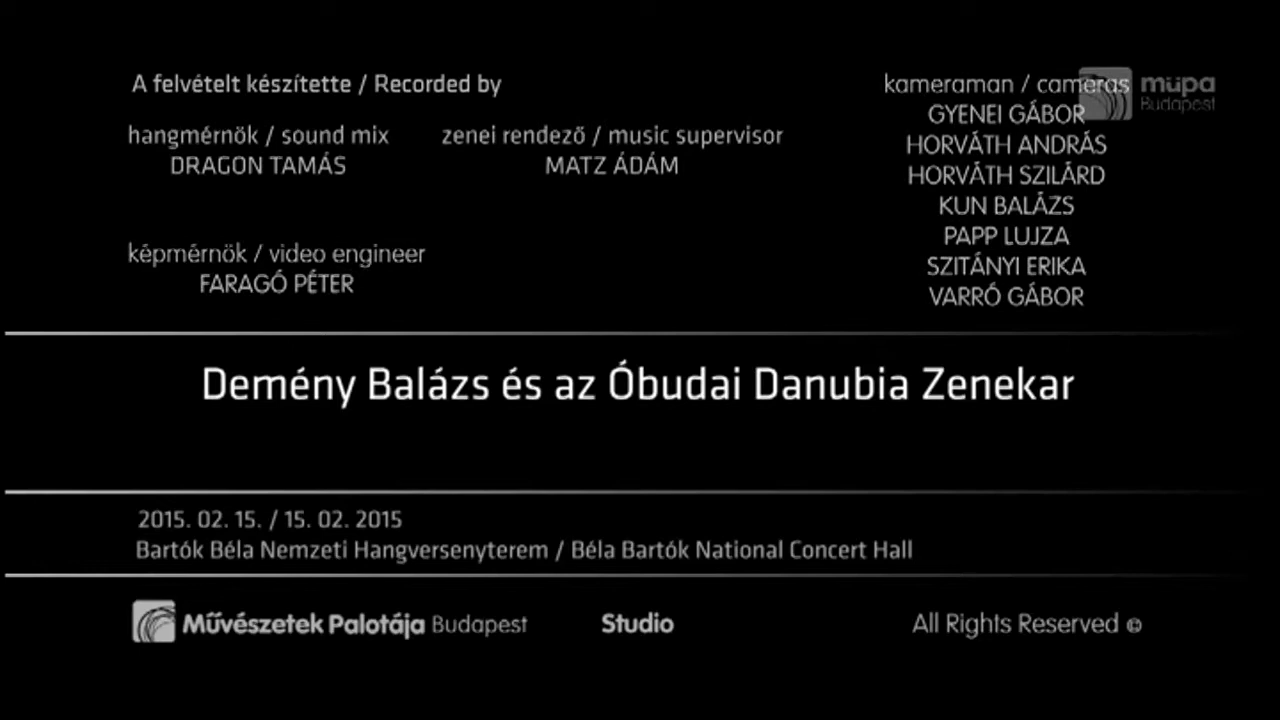 A felvételt készítette / Recorded by
hangmérnök / sound mix
DRAGON TAMÁS
zenei rendező / music supervisor
MATZ ÁDÁM
képmérnök / video engineer
FARAGÓ PÉTER
kameraman / cameras
GYENEI GÁBOR
HORVÁTH ANDRÁS
HORVÁTH SZILÁRD
KUN BALÁZS
PAPP LUJZA
SZITÁNYI ERIKA
VARRÓ GÁBOR
müpa
Budapest
Demény Balázs és az Óbudai Danubia Zenekar
2015. 02. 15. / 15. 02. 2015
Bartók Béla Nemzeti Hangversenyterem / Béla Bartók National Concert Hall
Művészetek Palotája Budapest Studio All Rights Reserved ©